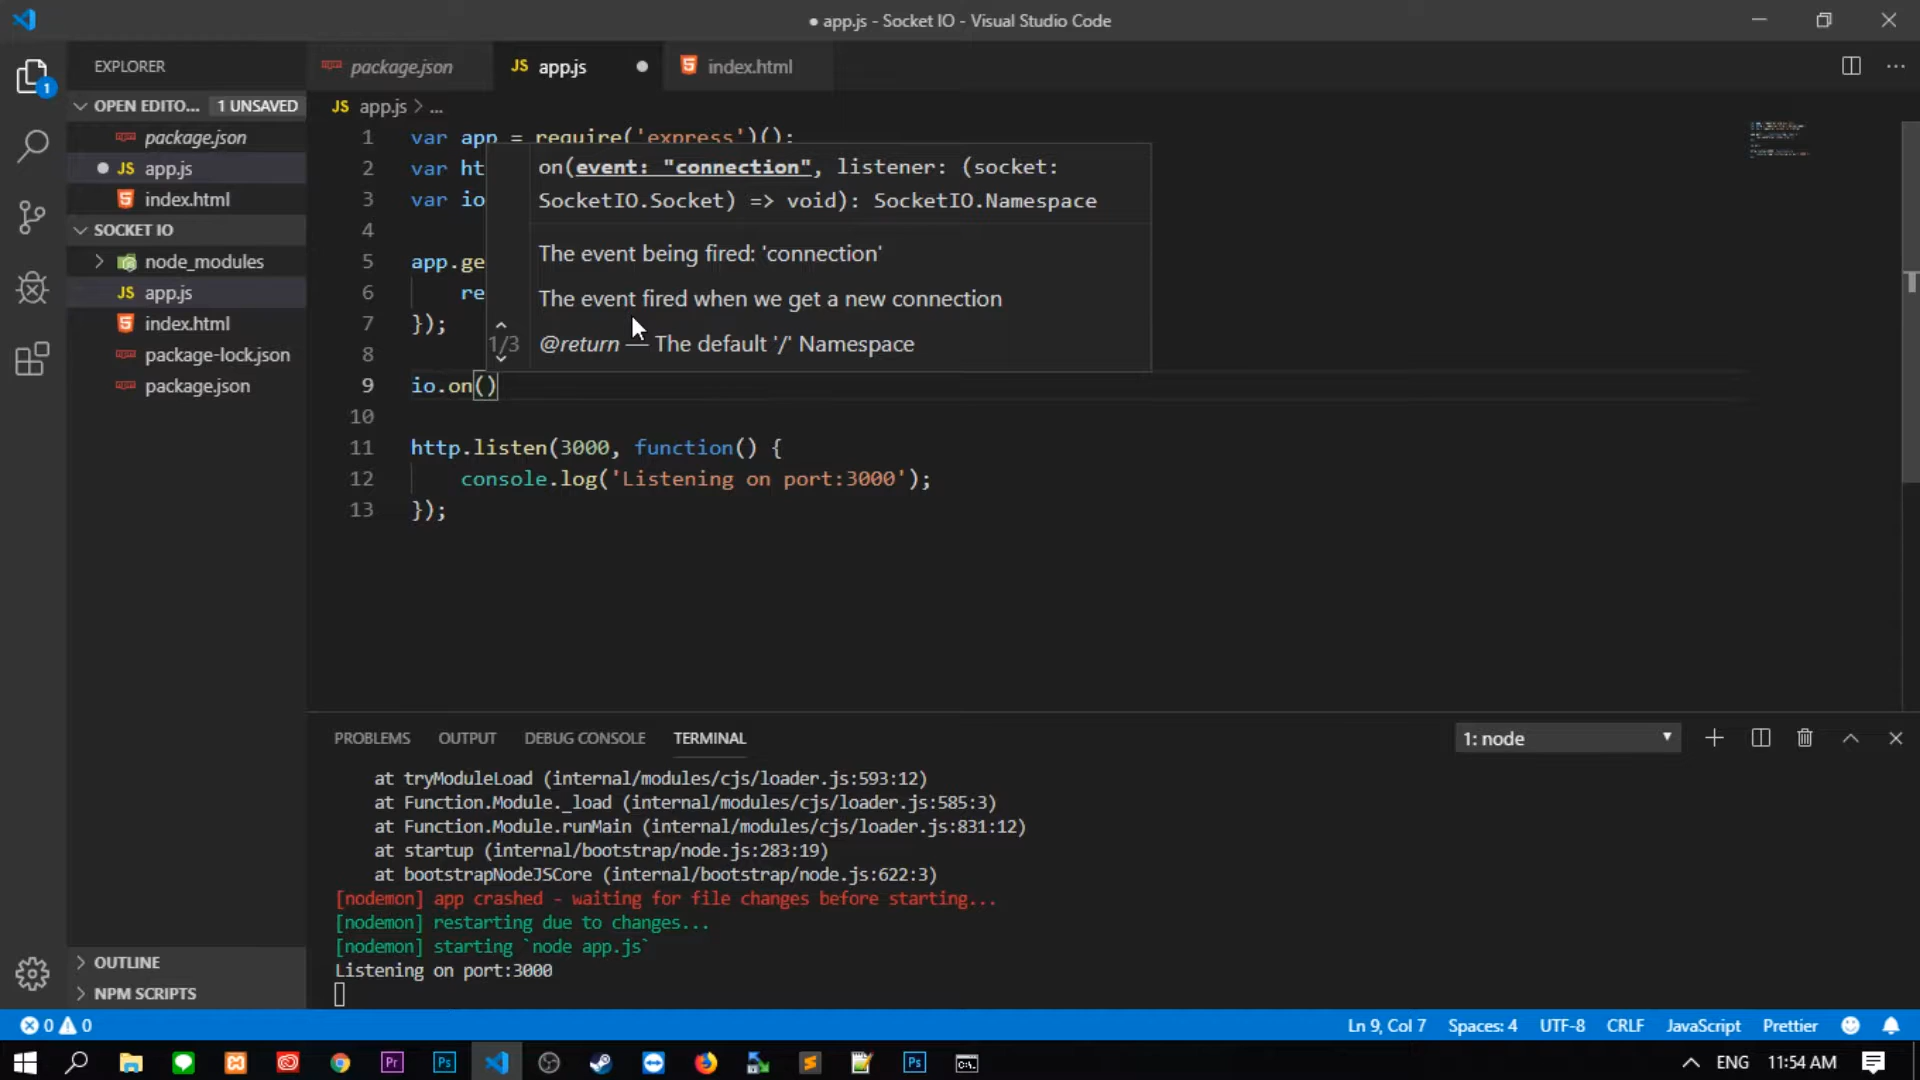 ● app.js - Socket IO - Visual Studio Code
EXPLORER
package.json
JS app.js
index.html
OPEN EDITO...
1 UNSAVED
package.json
JS app.js
index.html
SOCKET IO
node_modules
JS app.js
index.html
package-lock.json
package.json
OUTLINE
NPM SCRIPTS
1
JS app.js > ...
1 var app = require('express')();
2 var ht
3 var io
4
5 app.ge
6 re
7 });
8
9 io.on()
10
11 http.listen(3000, function() {
12 console.log('Listening on port:3000');
13 });
on(event: "connection", listener: (socket:
SocketIO.Socket) => void): SocketIO.Namespace
The event being fired: 'connection'
The event fired when we get a new connection
1/3
@return — The default '/' Namespace
PROBLEMS OUTPUT DEBUG CONSOLE TERMINAL
1: node
at tryModuleLoad (internal/modules/cjs/loader.js:593:12)
at Function.Module._load (internal/modules/cjs/loader.js:585:3)
at Function.Module.runMain (internal/modules/cjs/loader.js:831:12)
at startup (internal/bootstrap/node.js:283:19)
at bootstrapNodeJSCore (internal/bootstrap/node.js:622:3)
[nodemon] app crashed - waiting for file changes before starting...
[nodemon] restarting due to changes...
[nodemon] starting `node app.js`
Listening on port:3000
0 0
Ln 9, Col 7 Spaces: 4 UTF-8 CRLF JavaScript Prettier
Pr Ps Ps
ENG 11:54 AM